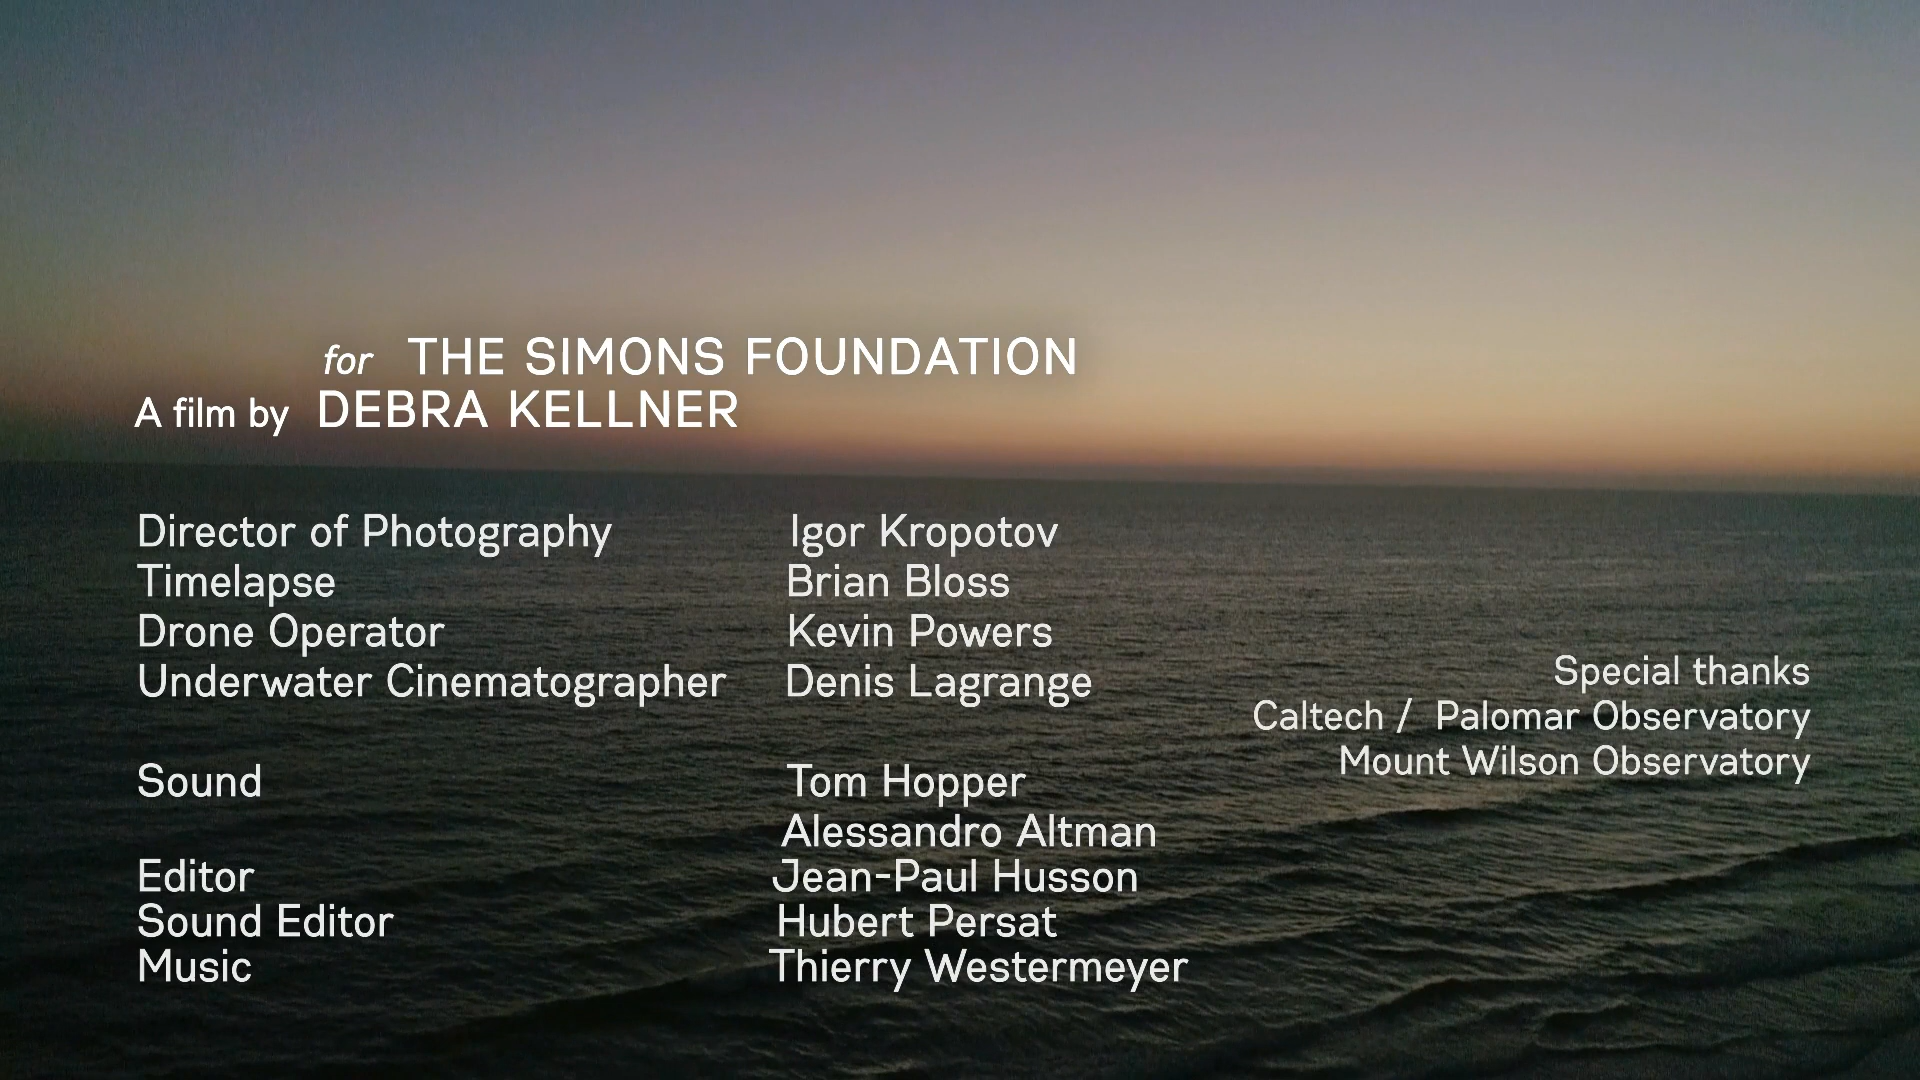 for THE SIMONS FOUNDATION
A film by DEBRA KELLNER
Director of Photography Igor Kropotov
Timelapse Brian Bloss
Drone Operator Kevin Powers
Underwater Cinematographer Denis Lagrange
Sound Tom Hopper
Alessandro Altman
Editor Jean-Paul Husson
Sound Editor Hubert Persat
Music Thierry Westermeyer
Special thanks
Caltech / Palomar Observatory
Mount Wilson Observatory